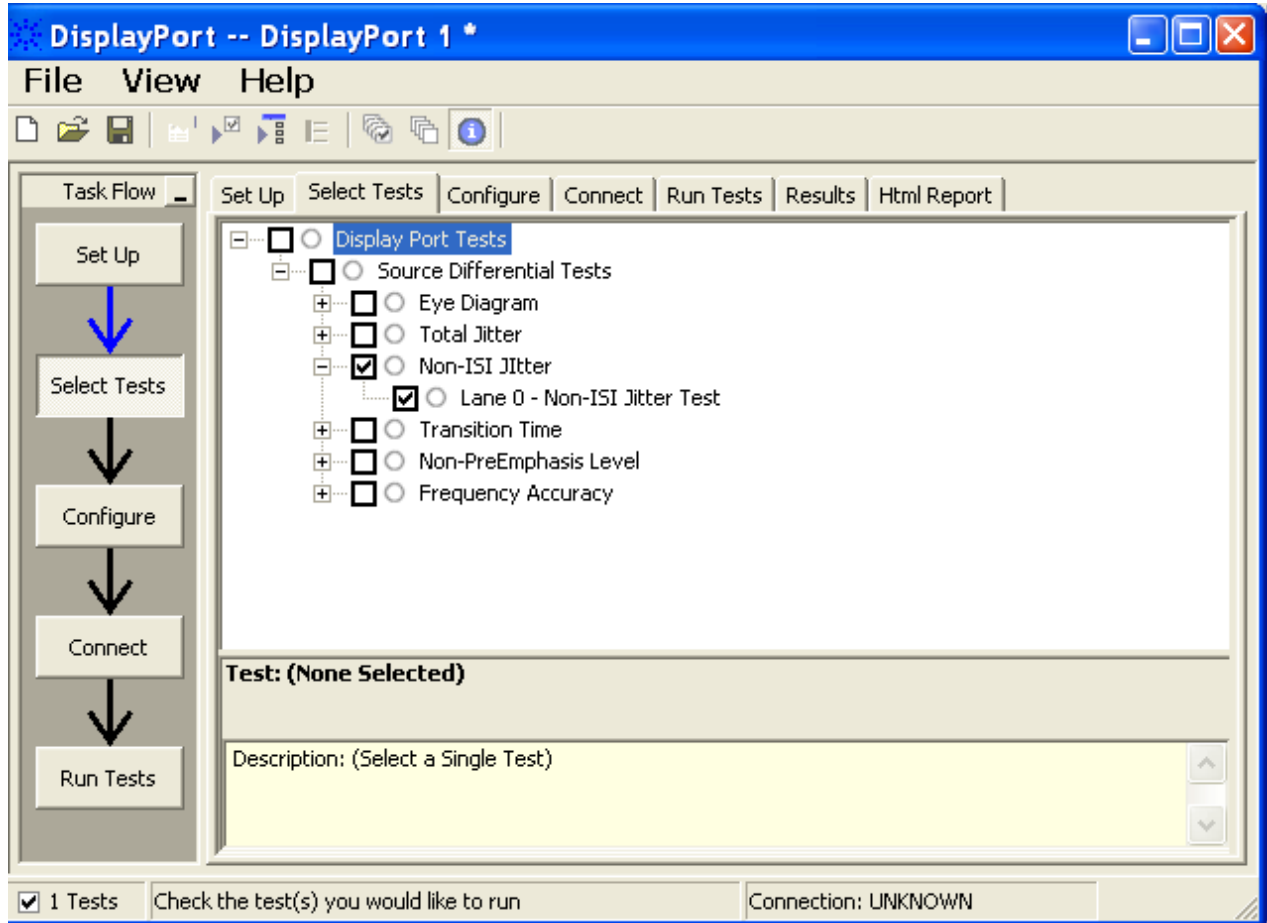 DisplayPort -- DisplayPort 1 *
File View Help
Task Flow
Set Up
Select Tests
Configure
Connect
Run Tests
Set Up Select Tests Configure Connect Run Tests Results Html Report
Display Port Tests
Source Differential Tests
Eye Diagram
Total Jitter
Non-ISI JItter
Lane 0 - Non-ISI Jitter Test
Transition Time
Non-PreEmphasis Level
Frequency Accuracy
Test: (None Selected)
Description: (Select a Single Test)
1 Tests Check the test(s) you would like to run Connection: UNKNOWN